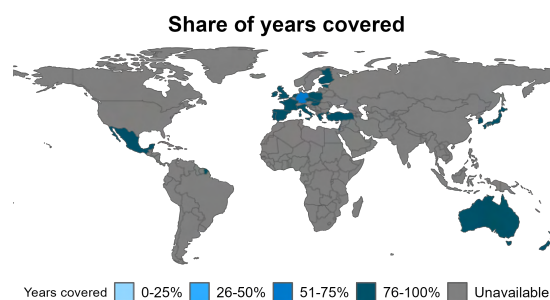 Share of years covered
Years covered 0-25% 26-50% 51-75% 76-100% Unavailable